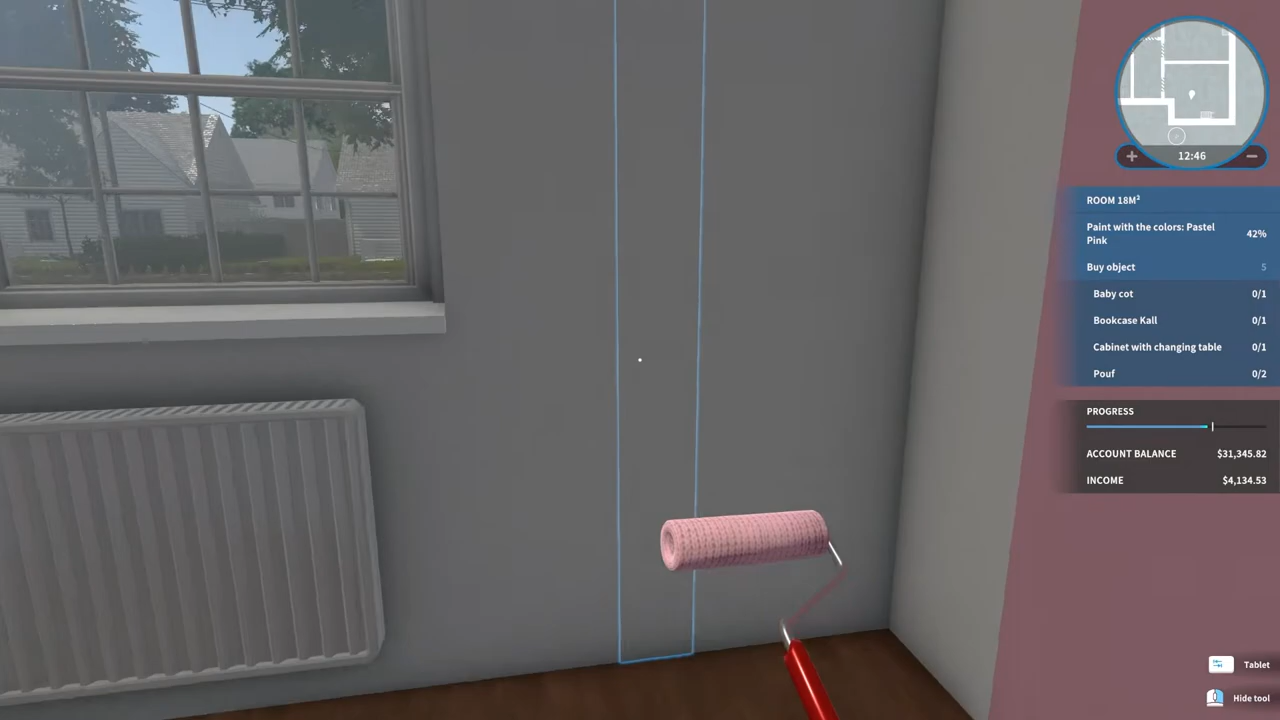 12:46
ROOM 18M²
Paint with the colors: Pastel
Pink
42%
Buy object 5
Baby cot 0/1
Bookcase Kall 0/1
Cabinet with changing table 0/1
Pouf 0/2
PROGRESS
ACCOUNT BALANCE $31,345.82
INCOME $4,134.53
Tablet
Hide tool